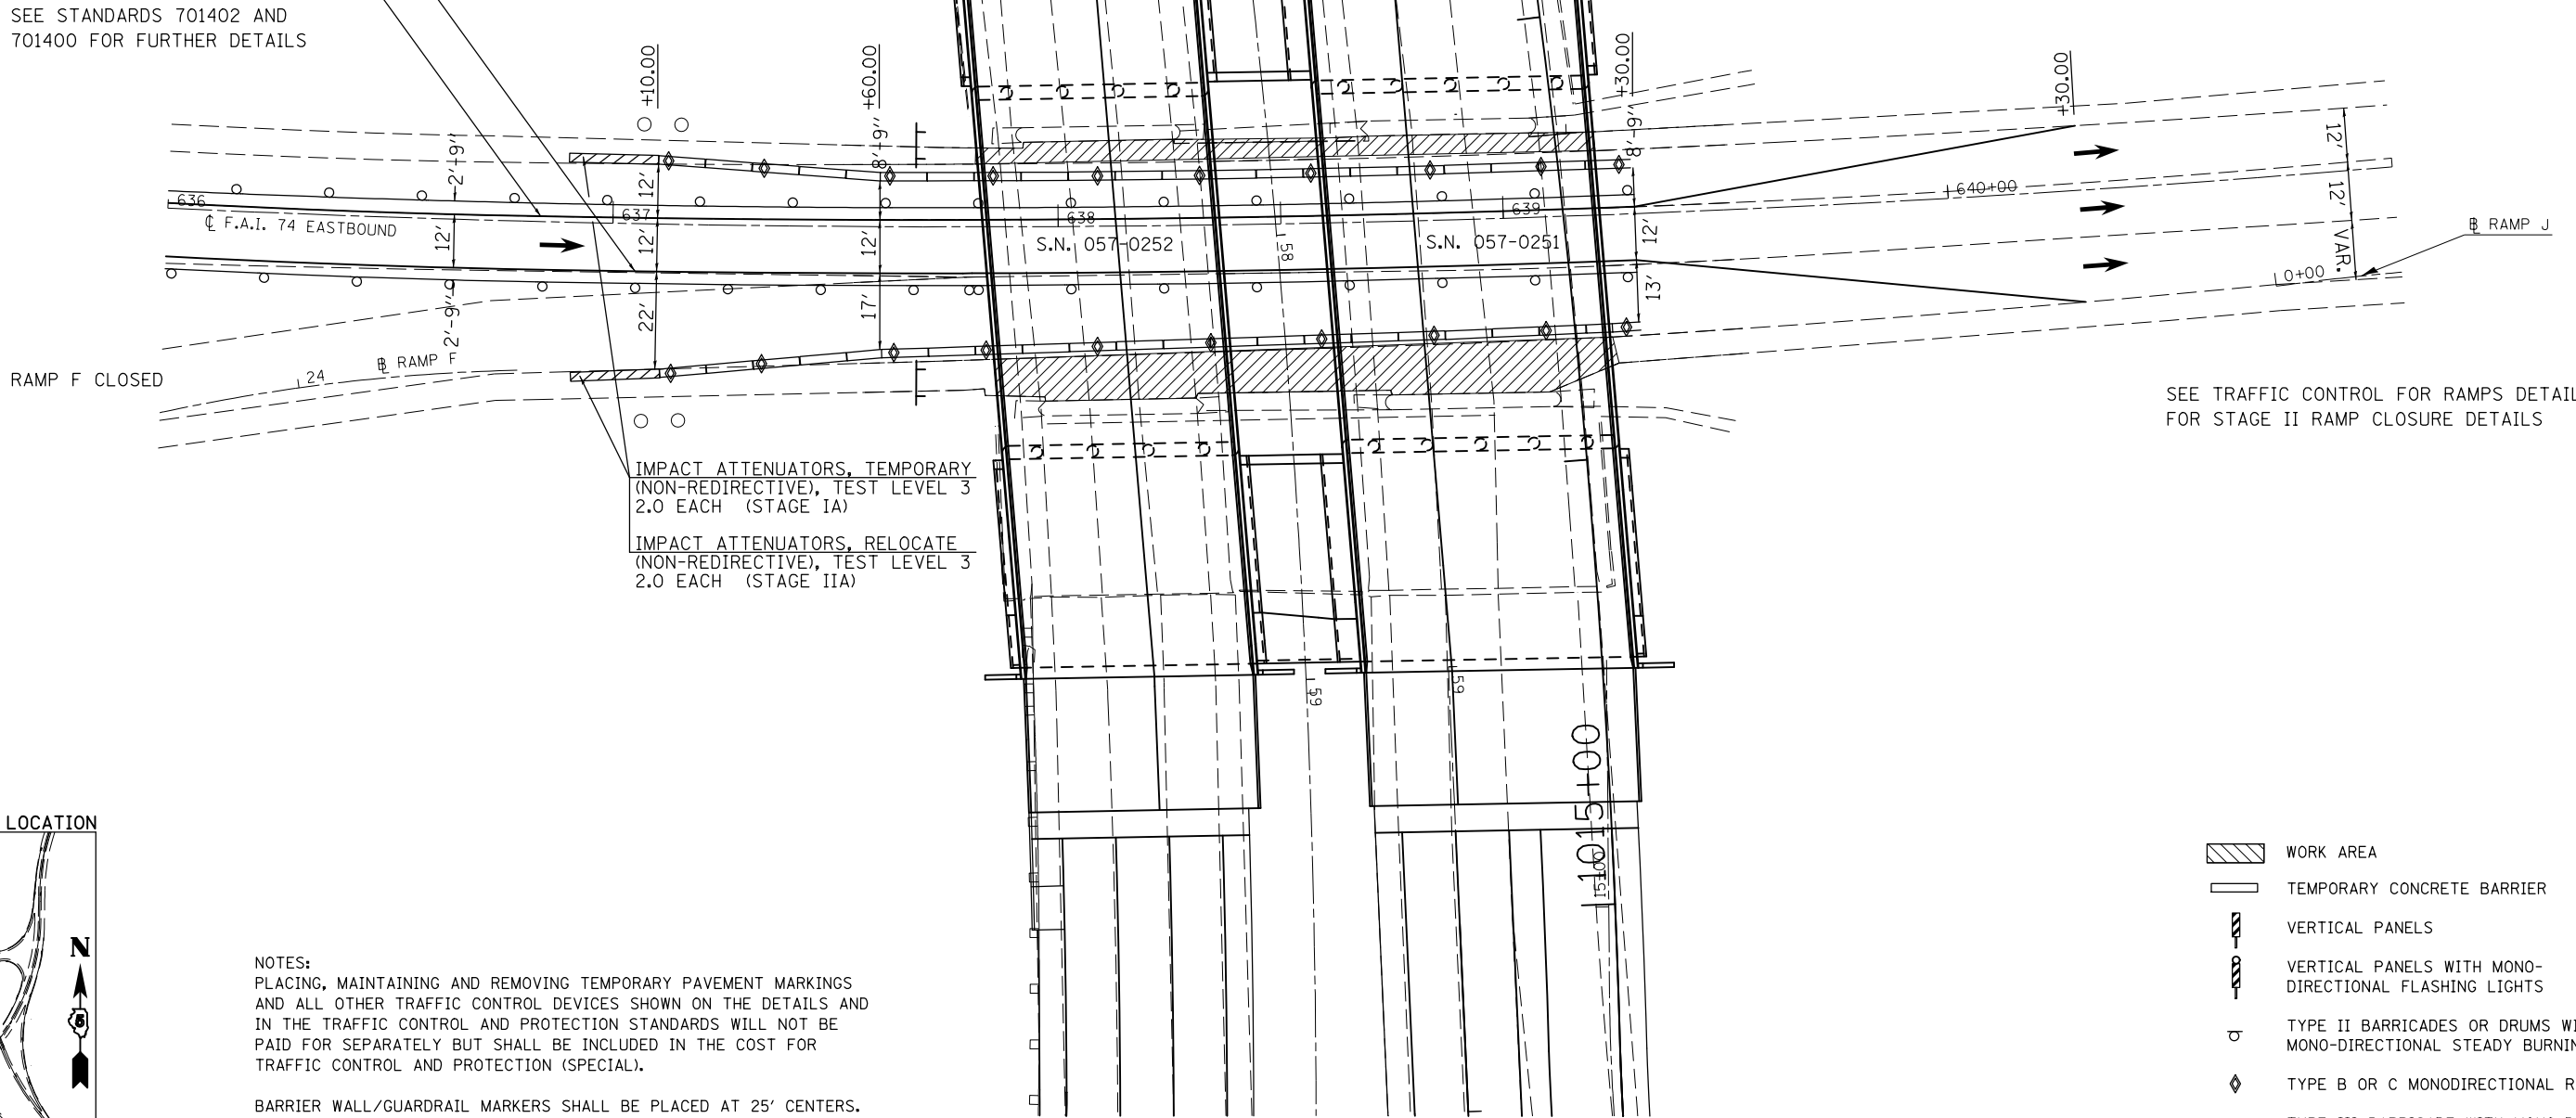 SEE STANDARDS 701402 AND
701400 FOR FURTHER DETAILS
+10.00
+60.00
+30.00
+30.00
2'-9"
12'
8'-9"
8'-9"
12'
12'
636
637
638
639
640+00
℄ F.A.I. 74 EASTBOUND
12'
12'
12'
12'
VAR.
S.N. 057-0252
58
S.N. 057-0251
℔ RAMP J
0+00
2'-9"
22'
17'
13'
RAMP F CLOSED
24
℔ RAMP F
SEE TRAFFIC CONTROL FOR RAMPS
FOR STAGE II RAMP CLOSURE DETAILS
IMPACT ATTENUATORS, TEMPORARY
(NON-REDIRECTIVE), TEST LEVEL 3
2.0 EACH (STAGE IA)
IMPACT ATTENUATORS, RELOCATE
(NON-REDIRECTIVE), TEST LEVEL 3
2.0 EACH (STAGE IIA)
59
59
1015+00
15+00
LOCATION
N
5
NOTES:
PLACING, MAINTAINING AND REMOVING TEMPORARY PAVEMENT MARKINGS
AND ALL OTHER TRAFFIC CONTROL DEVICES SHOWN ON THE DETAILS AND
IN THE TRAFFIC CONTROL AND PROTECTION STANDARDS WILL NOT BE
PAID FOR SEPARATELY BUT SHALL BE INCLUDED IN THE COST FOR
TRAFFIC CONTROL AND PROTECTION (SPECIAL).
BARRIER WALL/GUARDRAIL MARKERS SHALL BE PLACED AT 25' CENTERS.
WORK AREA
TEMPORARY CONCRETE BARRIER
VERTICAL PANELS
VERTICAL PANELS WITH MONO-
DIRECTIONAL FLASHING LIGHTS
TYPE II BARRICADES OR DRUMS
MONO-DIRECTIONAL STEADY
TYPE B OR C MONODIRECTIONAL